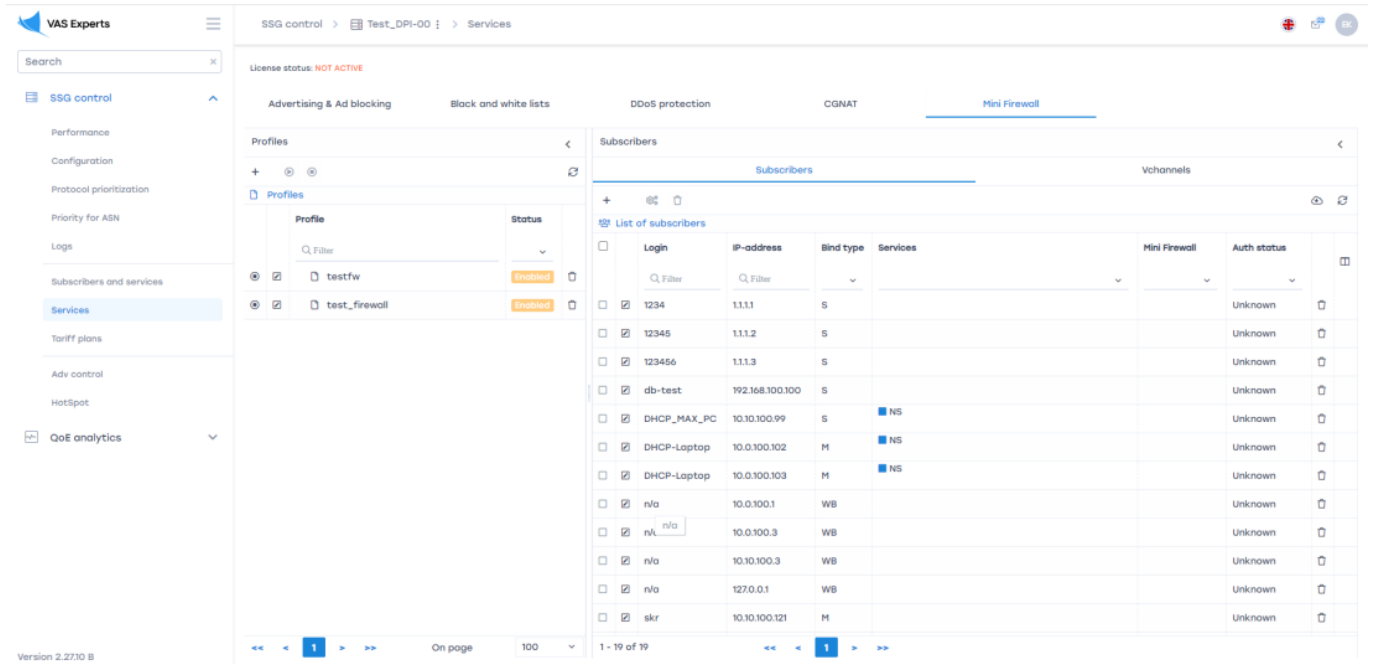 VAS Experts
SSG control > Test_DPI-00 > Services
EK
Search
License status: NOT ACTIVE
SSG control
Performance
Configuration
Protocol prioritization
Priority for ASN
Logs
Subscribers and services
Services
Tariff plans
Adv control
HotSpot
QoE analytics
Version 2.27.10 B
Advertising & Ad blocking Black and white lists DDoS protection CGNAT Mini Firewall
Profiles
Profiles
Profile Status
Filter
testfw Enabled
test_firewall Enabled
<< < 1 > >> On page 100
Subscribers
Subscribers Vchannels
List of subscribers
Login IP-address Bind type Services Mini Firewall Auth status
Filter Filter
1234 1.1.1.1 S Unknown
12345 1.1.1.2 S Unknown
123456 1.1.1.3 S Unknown
db-test 192.168.100.100 S Unknown
DHCP_MAX_PC 10.10.100.99 S NS Unknown
DHCP-Laptop 10.0.100.102 M NS Unknown
DHCP-Laptop 10.0.100.103 M NS Unknown
n/a 10.0.100.1 WB Unknown
n/a
10.0.100.3 WB Unknown
n/a 10.10.100.3 WB Unknown
n/a 127.0.0.1 WB Unknown
skr 10.10.100.121 M Unknown
1 - 19 of 19 << < 1 > >>